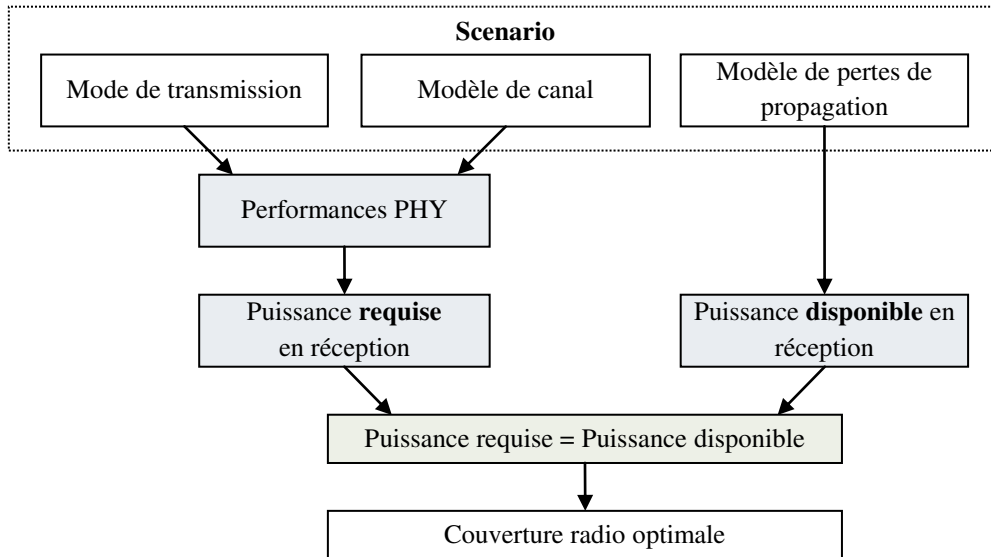 Scenario
Mode de transmission
Modèle de canal
Modèle de pertes de
propagation
Performances PHY
Puissance requise
en réception
Puissance disponible en
réception
Puissance requise = Puissance disponible
Couverture radio optimale